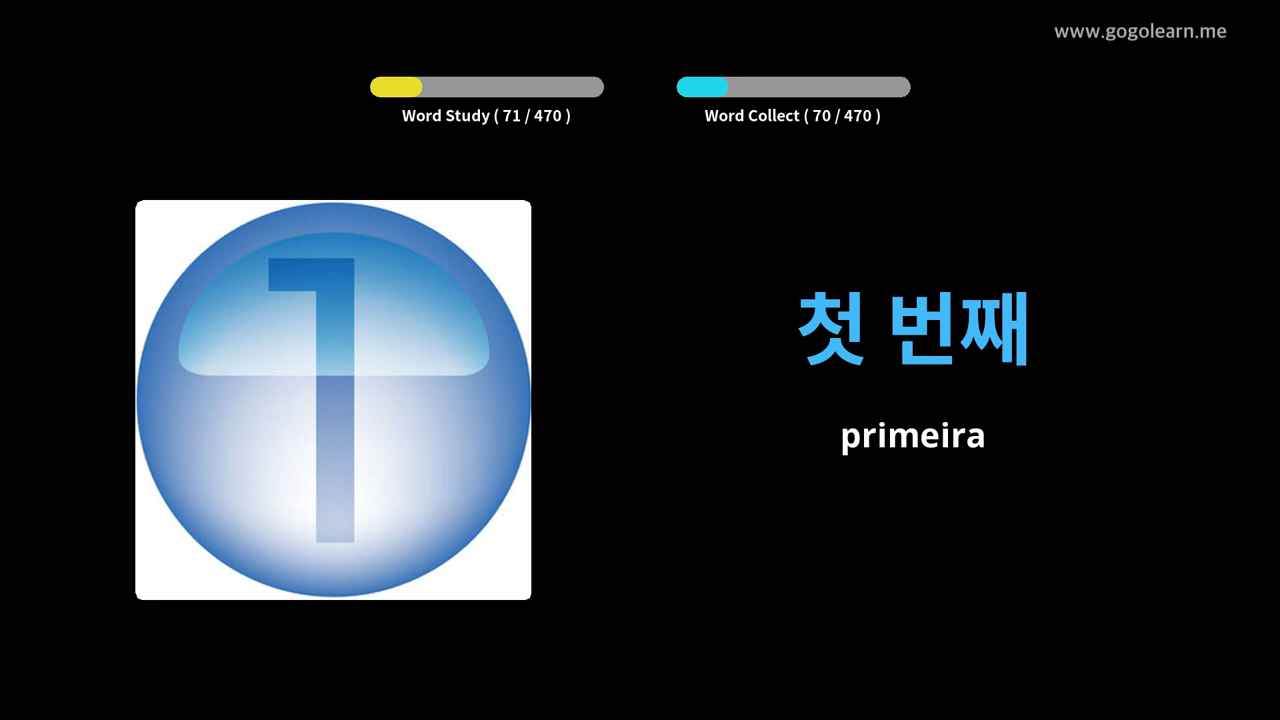 www.gogolearn.me
Word Study ( 71 / 470 )
Word Collect ( 70 / 470 )
1
첫 번째
primeira